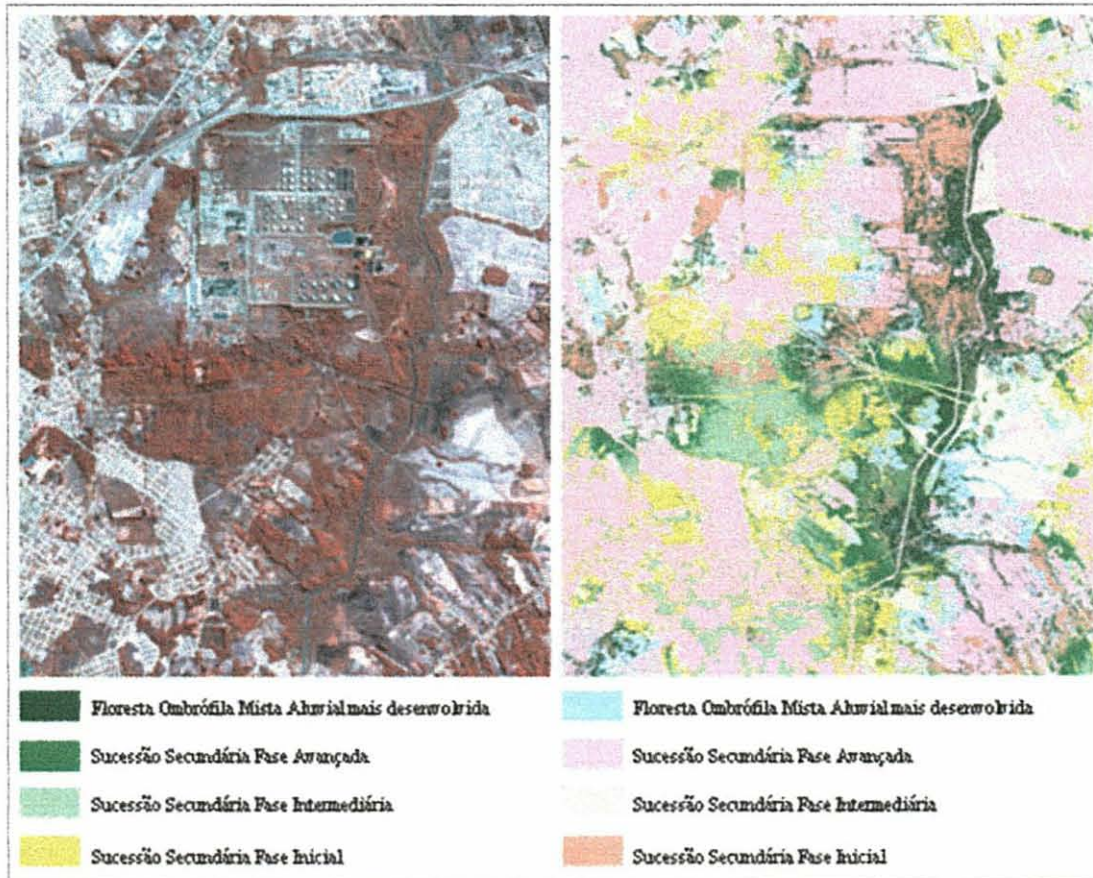 Floresta Ombrófila Mista Aluvial mais desenvolvida
Sucessão Secundária Fase Avançada
Sucessão Secundária Fase Intermediária
Sucessão Secundária Fase Inicial
Floresta Ombrófila Mista Aluvial mais desenvolvida
Sucessão Secundária Fase Avançada
Sucessão Secundária Fase Intermediária
Sucessão Secundária Fase Inicial